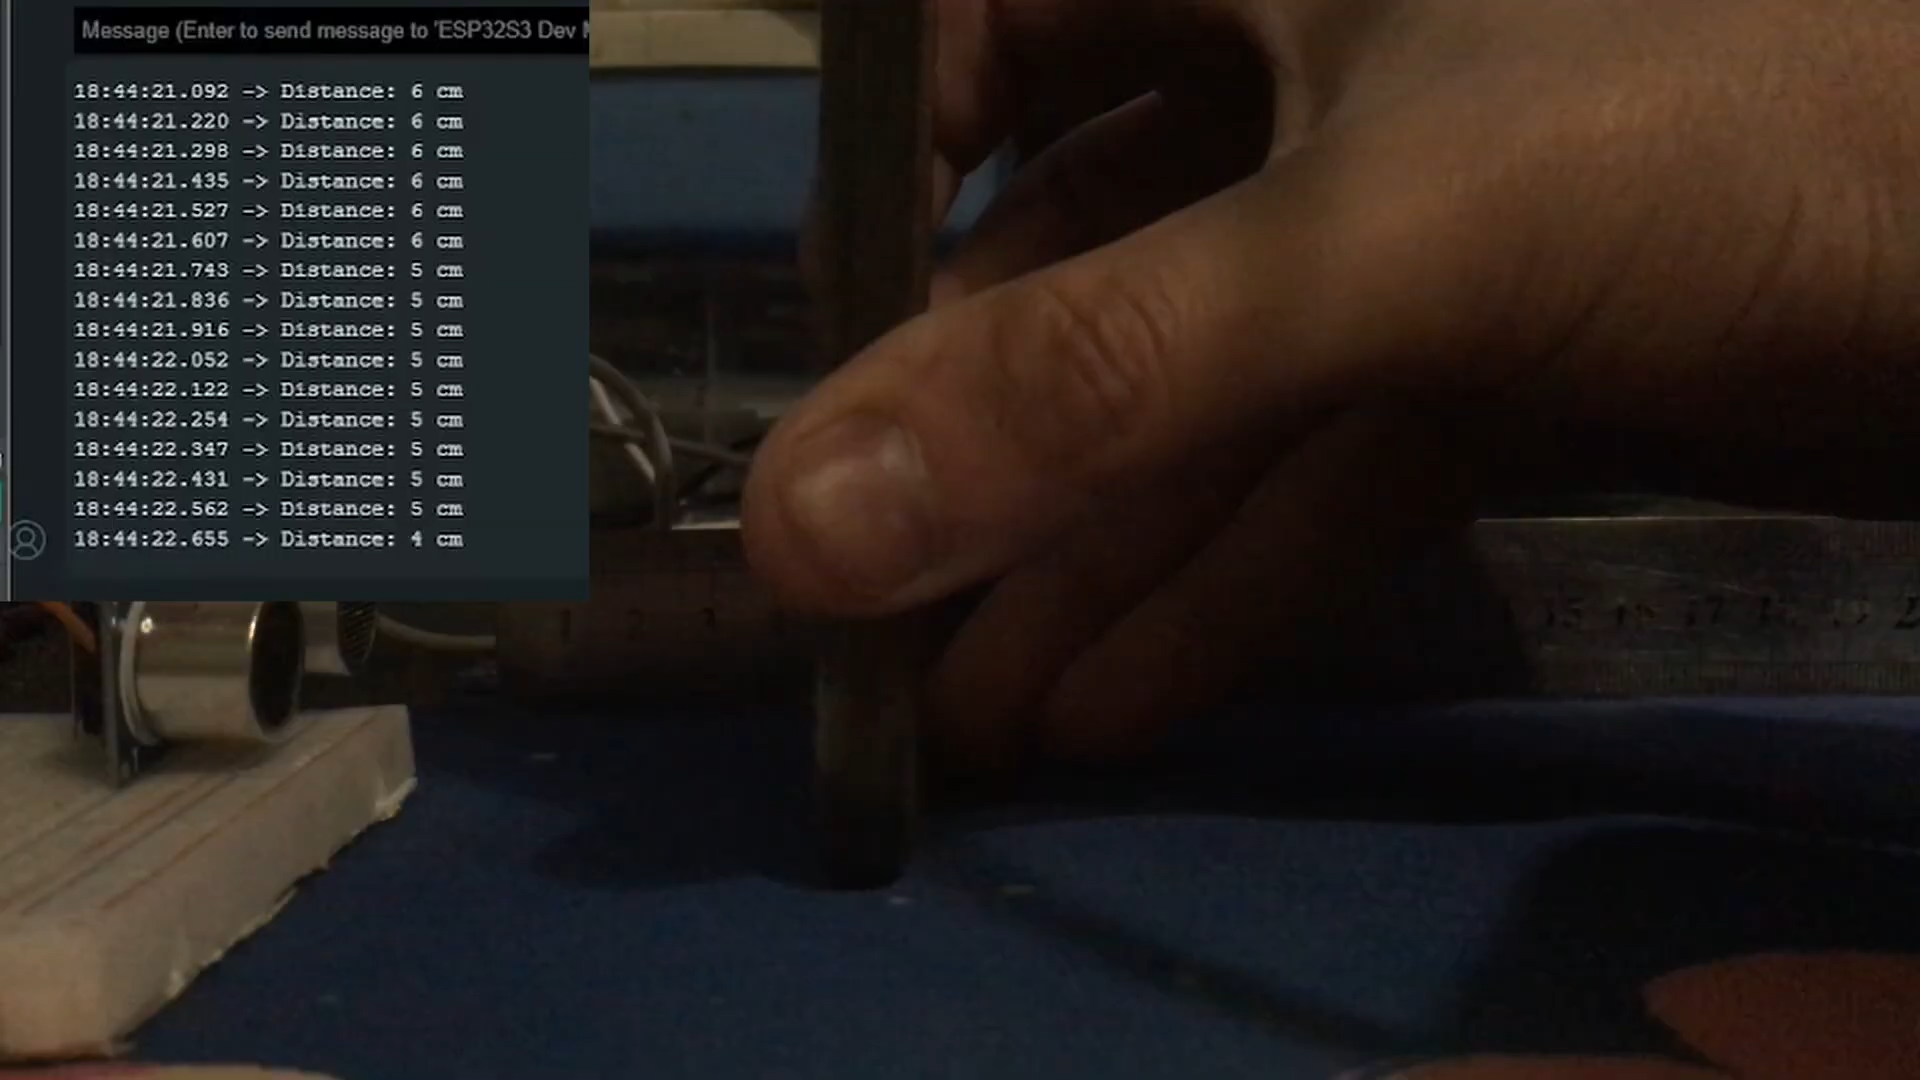 Message (Enter to send message to 'ESP32S3 Dev M
18:44:21.092 -> Distance: 6 cm
18:44:21.220 -> Distance: 6 cm
18:44:21.298 -> Distance: 6 cm
18:44:21.435 -> Distance: 6 cm
18:44:21.527 -> Distance: 6 cm
18:44:21.607 -> Distance: 6 cm
18:44:21.743 -> Distance: 5 cm
18:44:21.836 -> Distance: 5 cm
18:44:21.916 -> Distance: 5 cm
18:44:22.052 -> Distance: 5 cm
18:44:22.122 -> Distance: 5 cm
18:44:22.254 -> Distance: 5 cm
18:44:22.347 -> Distance: 5 cm
18:44:22.431 -> Distance: 5 cm
18:44:22.562 -> Distance: 5 cm
18:44:22.655 -> Distance: 4 cm
1 2 3
15 16 17